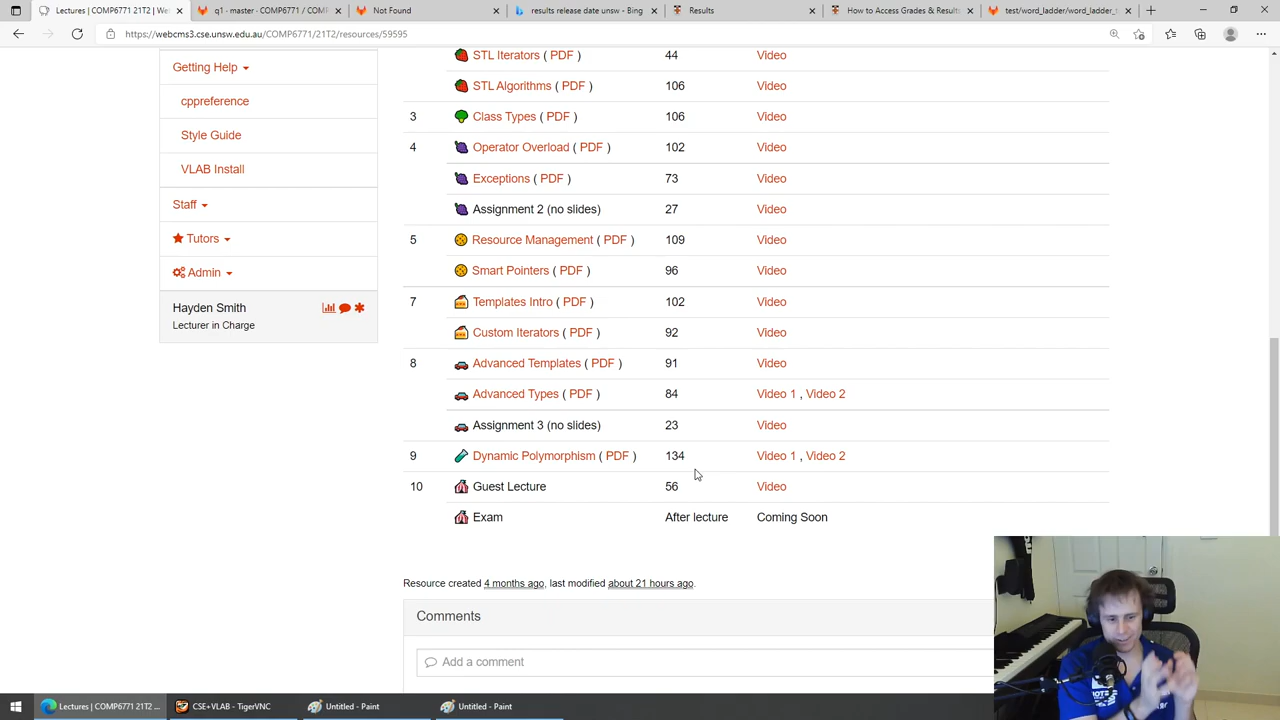 Lectures | COMP6771 21T2 | We
q1 · master · COMP6771 / COMP
Not Found
results release date unsw - Bing
Results
How to Access Grades & Result
test/word_ladder/word_ladder_t
https://webcms3.cse.unsw.edu.au/COMP6771/21T2/resources/59595
Getting Help
cppreference
Style Guide
VLAB Install
Staff
Tutors
Admin
Hayden Smith
Lecturer in Charge
STL Iterators ( PDF ) 44 Video
STL Algorithms ( PDF ) 106 Video
3 Class Types ( PDF ) 106 Video
4 Operator Overload ( PDF ) 102 Video
Exceptions ( PDF ) 73 Video
Assignment 2 (no slides) 27 Video
5 Resource Management ( PDF ) 109 Video
Smart Pointers ( PDF ) 96 Video
7 Templates Intro ( PDF ) 102 Video
Custom Iterators ( PDF ) 92 Video
8 Advanced Templates ( PDF ) 91 Video
Advanced Types ( PDF ) 84 Video 1 , Video 2
Assignment 3 (no slides) 23 Video
9 Dynamic Polymorphism ( PDF ) 134 Video 1 , Video 2
10 Guest Lecture 56 Video
Exam After lecture Coming Soon
Resource created 4 months ago, last modified about 21 hours ago.
Comments
Add a comment
Lectures | COMP6771 21T2 ...
CSE+VLAB - TigerVNC
Untitled - Paint
Untitled - Paint